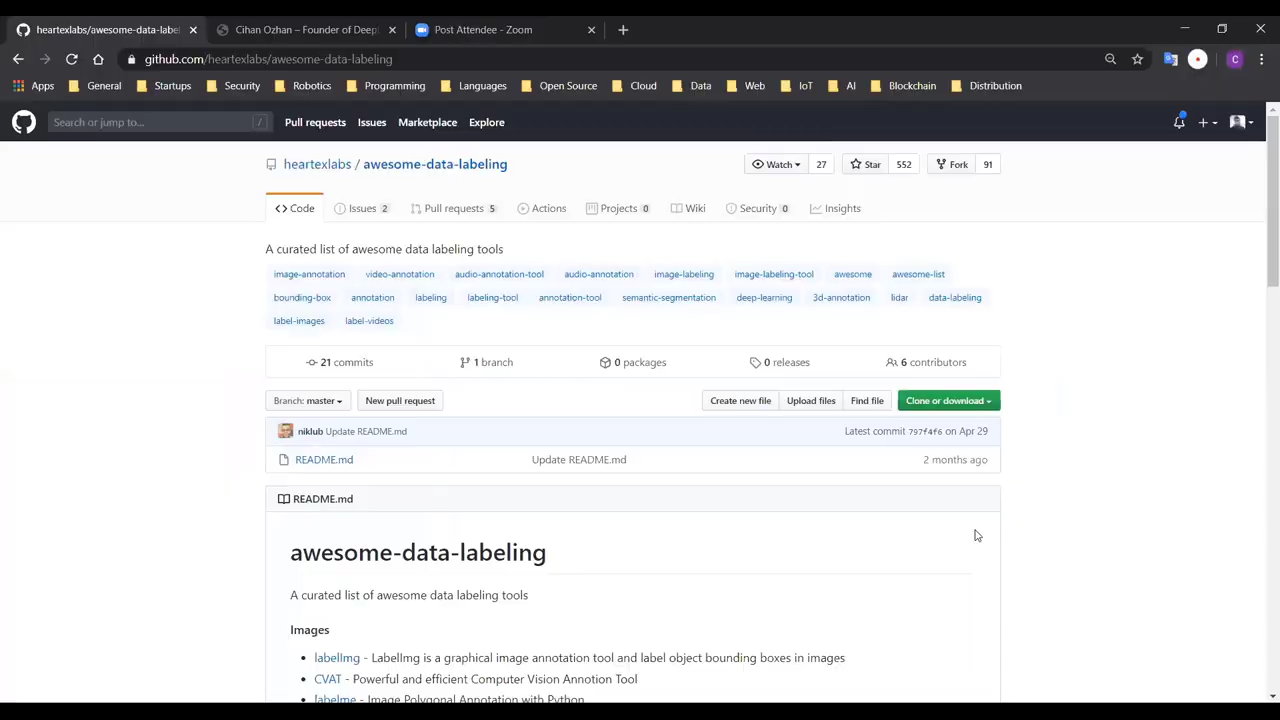 heartexlabs/awesome-data-label
Cihan Ozhan – Founder of DeepL
Post Attendee - Zoom
github.com/heartexlabs/awesome-data-labeling
C
Apps General Startups Security Robotics Programming Languages Open Source Cloud Data Web IoT AI Blockchain Distribution
Search or jump to... /
Pull requests Issues Marketplace Explore
heartexlabs / awesome-data-labeling
Watch 27 Star 552 Fork 91
Code Issues 2 Pull requests 5 Actions Projects 0 Wiki Security 0 Insights
A curated list of awesome data labeling tools
image-annotation video-annotation audio-annotation-tool audio-annotation image-labeling image-labeling-tool awesome awesome-list
bounding-box annotation labeling labeling-tool annotation-tool semantic-segmentation deep-learning 3d-annotation lidar data-labeling
label-images label-videos
21 commits 1 branch 0 packages 0 releases 6 contributors
Branch: master New pull request Create new file Upload files Find file Clone or download
niklub Update README.md Latest commit 797f4f6 on Apr 29
README.md Update README.md 2 months ago
README.md
awesome-data-labeling
A curated list of awesome data labeling tools
Images
• labelImg - LabelImg is a graphical image annotation tool and label object bounding boxes in images
• CVAT - Powerful and efficient Computer Vision Annotion Tool
• labelme - Image Polygonal Annotation with Python